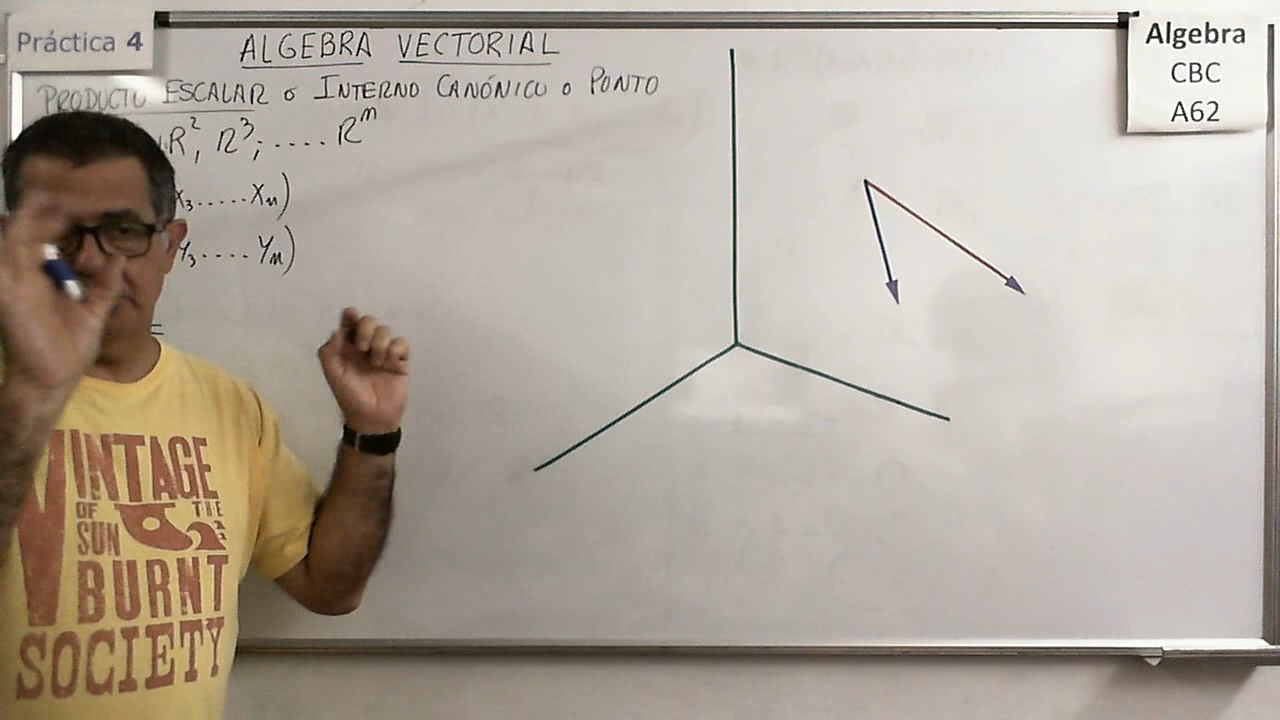 Práctica 4
ALGEBRA VECTORIAL
PRODUCTO ESCALAR o INTERNO CANÓNICO o PONTO
R², R³; ..... Rⁿ
X₃.....Xₙ)
Y₃....Yₙ)
=
Algebra
CBC
A62
VINTAGE
OF THE
SUN
BURNT
SOCIETY